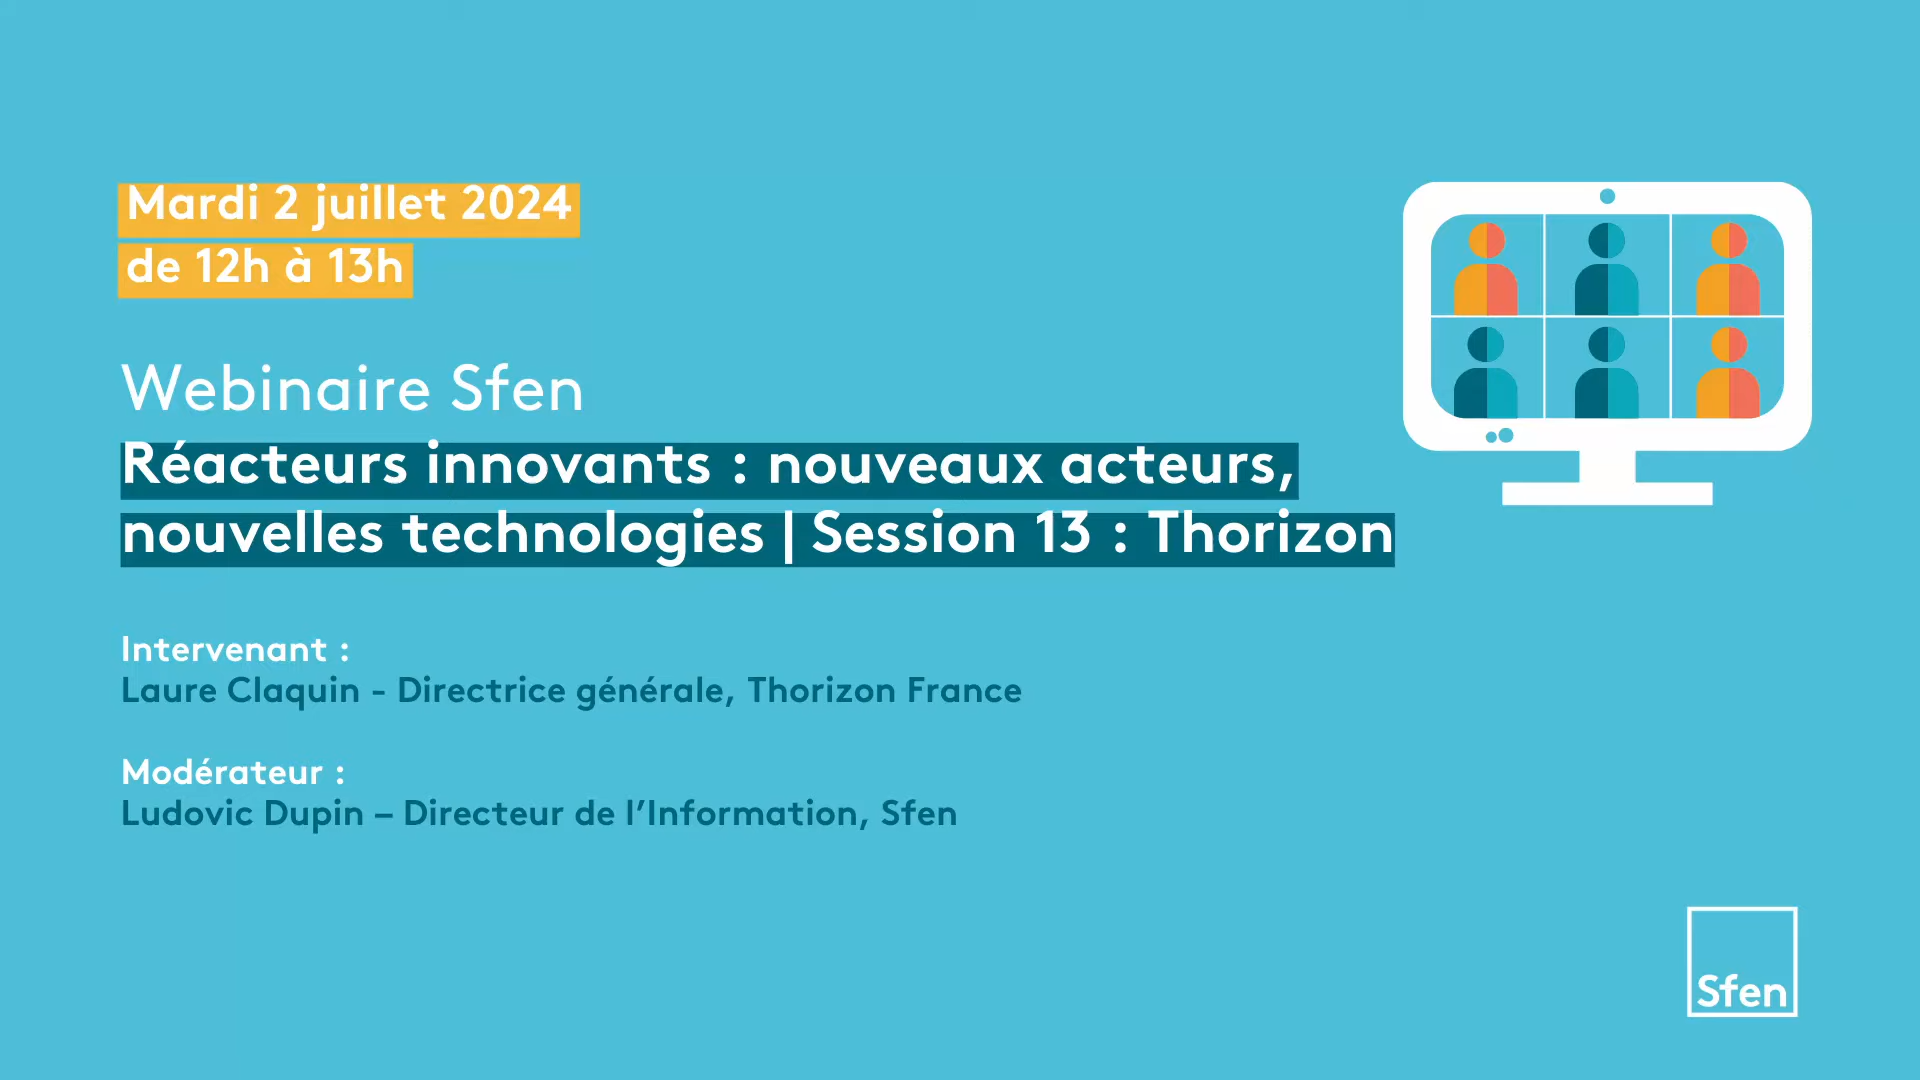 Mardi 2 juillet 2024
de 12h à 13h
Webinaire Sfen
Réacteurs innovants : nouveaux acteurs,
nouvelles technologies | Session 13 : Thorizon
Intervenant :
Laure Claquin - Directrice générale, Thorizon France
Modérateur :
Ludovic Dupin – Directeur de l’Information, Sfen
Sfen